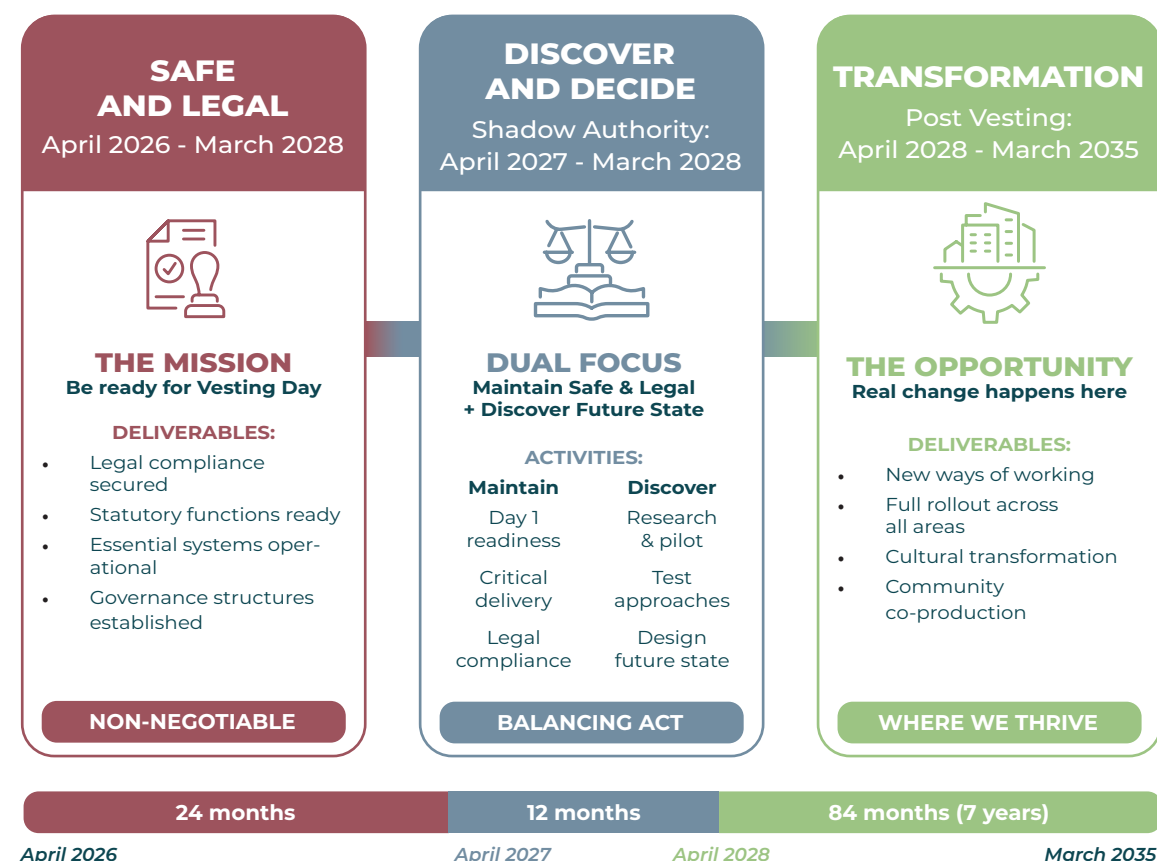 SAFE
AND LEGAL
April 2026 - March 2028
THE MISSION
Be ready for Vesting Day
DELIVERABLES:
• Legal compliance
secured
• Statutory functions ready
• Essential systems oper-
ational
• Governance structures
established
NON-NEGOTIABLE
DISCOVER
AND DECIDE
Shadow Authority:
April 2027 - March 2028
DUAL FOCUS
Maintain Safe & Legal
+ Discover Future State
ACTIVITIES:
Maintain
Day 1
readiness
Critical
delivery
Legal
compliance
Discover
Research
& pilot
Test
approaches
Design
future state
BALANCING ACT
TRANSFORMATION
Post Vesting:
April 2028 - March 2035
THE OPPORTUNITY
Real change happens here
DELIVERABLES:
• New ways of working
• Full rollout across
all areas
• Cultural transformation
• Community
co-production
WHERE WE THRIVE
24 months
12 months
84 months (7 years)
April 2026
April 2027
April 2028
March 2035